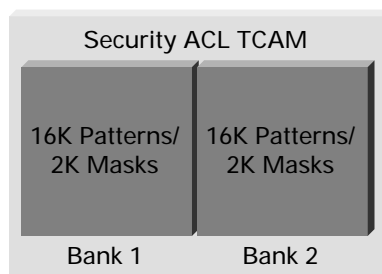 Security ACL TCAM
16K Patterns/
2K Masks
16K Patterns/
2K Masks
Bank 1
Bank 2